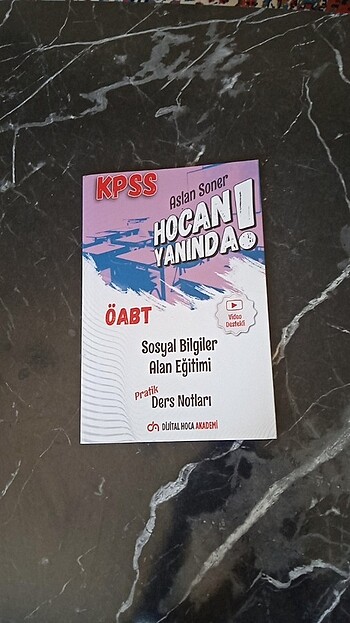 KPSS
Aslan Soner
HOCAN
YANINDA!
ÖABT
Video
Destekli
Sosyal Bilgiler
Alan Eğitimi
Pratik
Ders Notları
DİJİTAL HOCA AKADEMİ